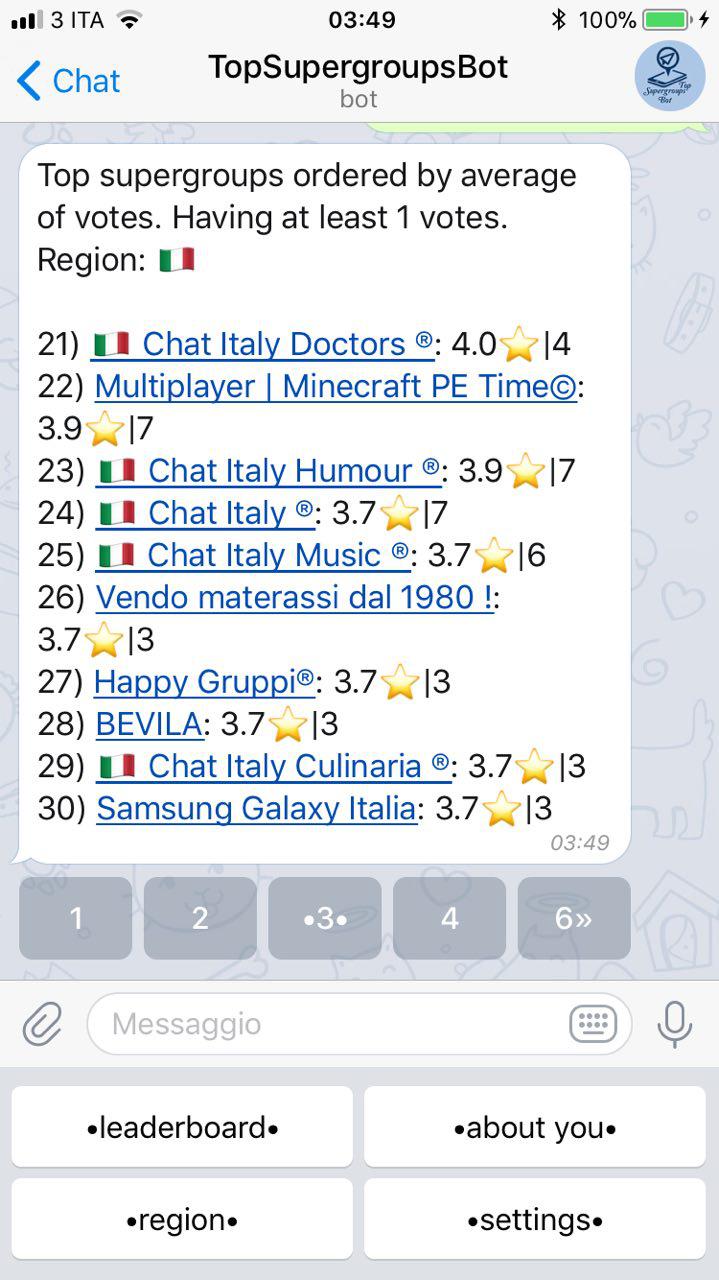 3 ITA
03:49
100%
Chat
TopSupergroupsBot
bot
Top Supergroups Bot
Top supergroups ordered by average
of votes. Having at least 1 votes.
Region: 🇮🇹
21) 🇮🇹 Chat Italy Doctors ®: 4.0⭐|4
22) Multiplayer | Minecraft PE Time©:
3.9⭐|7
23) 🇮🇹 Chat Italy Humour ®: 3.9⭐|7
24) 🇮🇹 Chat Italy ®: 3.7⭐|7
25) 🇮🇹 Chat Italy Music ®: 3.7⭐|6
26) Vendo materassi dal 1980 !:
3.7⭐|3
27) Happy Gruppi®: 3.7⭐|3
28) BEVILA: 3.7⭐|3
29) 🇮🇹 Chat Italy Culinaria ®: 3.7⭐|3
30) Samsung Galaxy Italia: 3.7⭐|3
03:49
1
2
•3•
4
6»
Messaggio
•leaderboard•
•about you•
•region•
•settings•